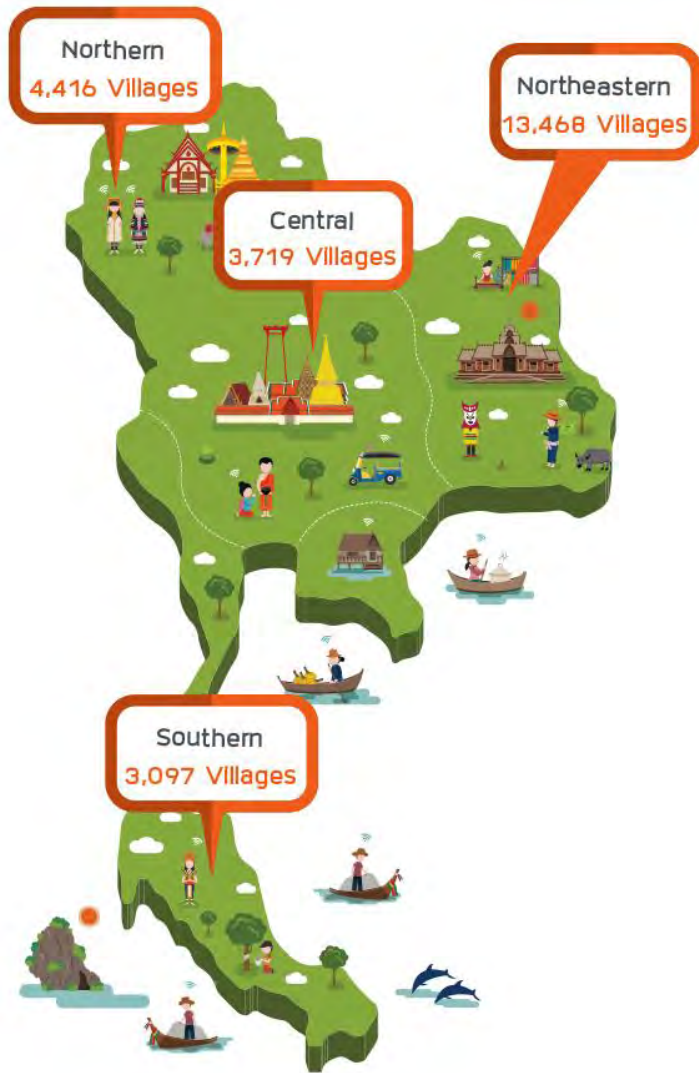 Northern
4,416 Villages
Northeastern
13,468 Villages
Central
3,719 Villages
Southern
3,097 Villages